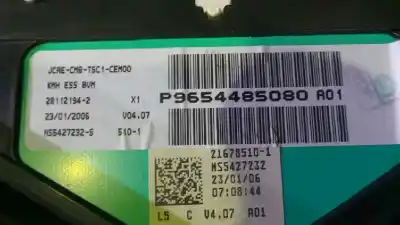 JCAE-CMB-TSC1-CEM00
KMH ESS BVM
28112194-2 X1
P9654485080 A01
23/01/2006 V04.07
MS5427232-S 510-1
21678510-1
MS5427232
23/01/06
07:08:44
L5 C V4.07 A01